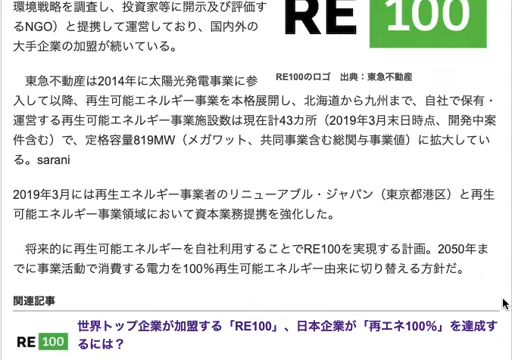 環境戦略を調査し、投資家等に開示及び評価す
るNGO）と提携して運営しており、国内外の
大手企業の加盟が続いている。
RE 100
RE100のロゴ　出典：東急不動産
　東急不動産は2014年に太陽光発電事業に参
入して以降、再生可能エネルギー事業を本格展開し、北海道から九州まで、自社で保有・
運営する再生可能エネルギー事業施設数は現在計43カ所（2019年3月末日時点、開発中案
件含む）で、定格容量819MW（メガワット、共同事業含む総関与事業値）に拡大してい
る。sarani
2019年3月には再生エネルギー事業者のリニューアブル・ジャパン（東京都港区）と再生
可能エネルギー事業領域において資本業務提携を強化した。
　将来的に再生可能エネルギーを自社利用することでRE100を実現する計画。2050年ま
でに事業活動で消費する電力を100％再生可能エネルギー由来に切り替える方針だ。
関連記事
RE 100
世界トップ企業が加盟する「RE100」、日本企業が「再エネ100％」を達成す
るには？